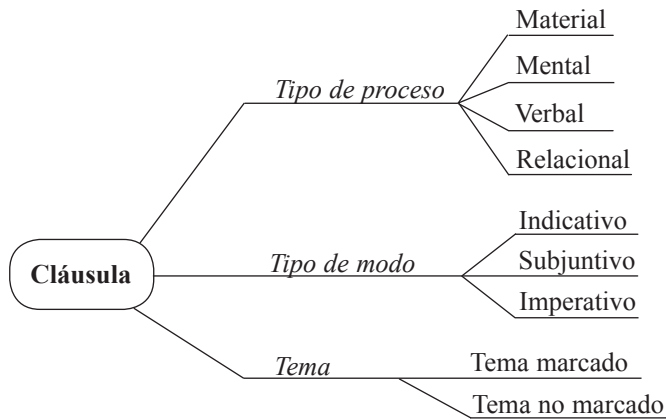 Material
Mental
Tipo de proceso
Verbal
Relacional
Indicativo
Cláusula
Tipo de modo
Subjuntivo
Imperativo
Tema
Tema marcado
Tema no marcado